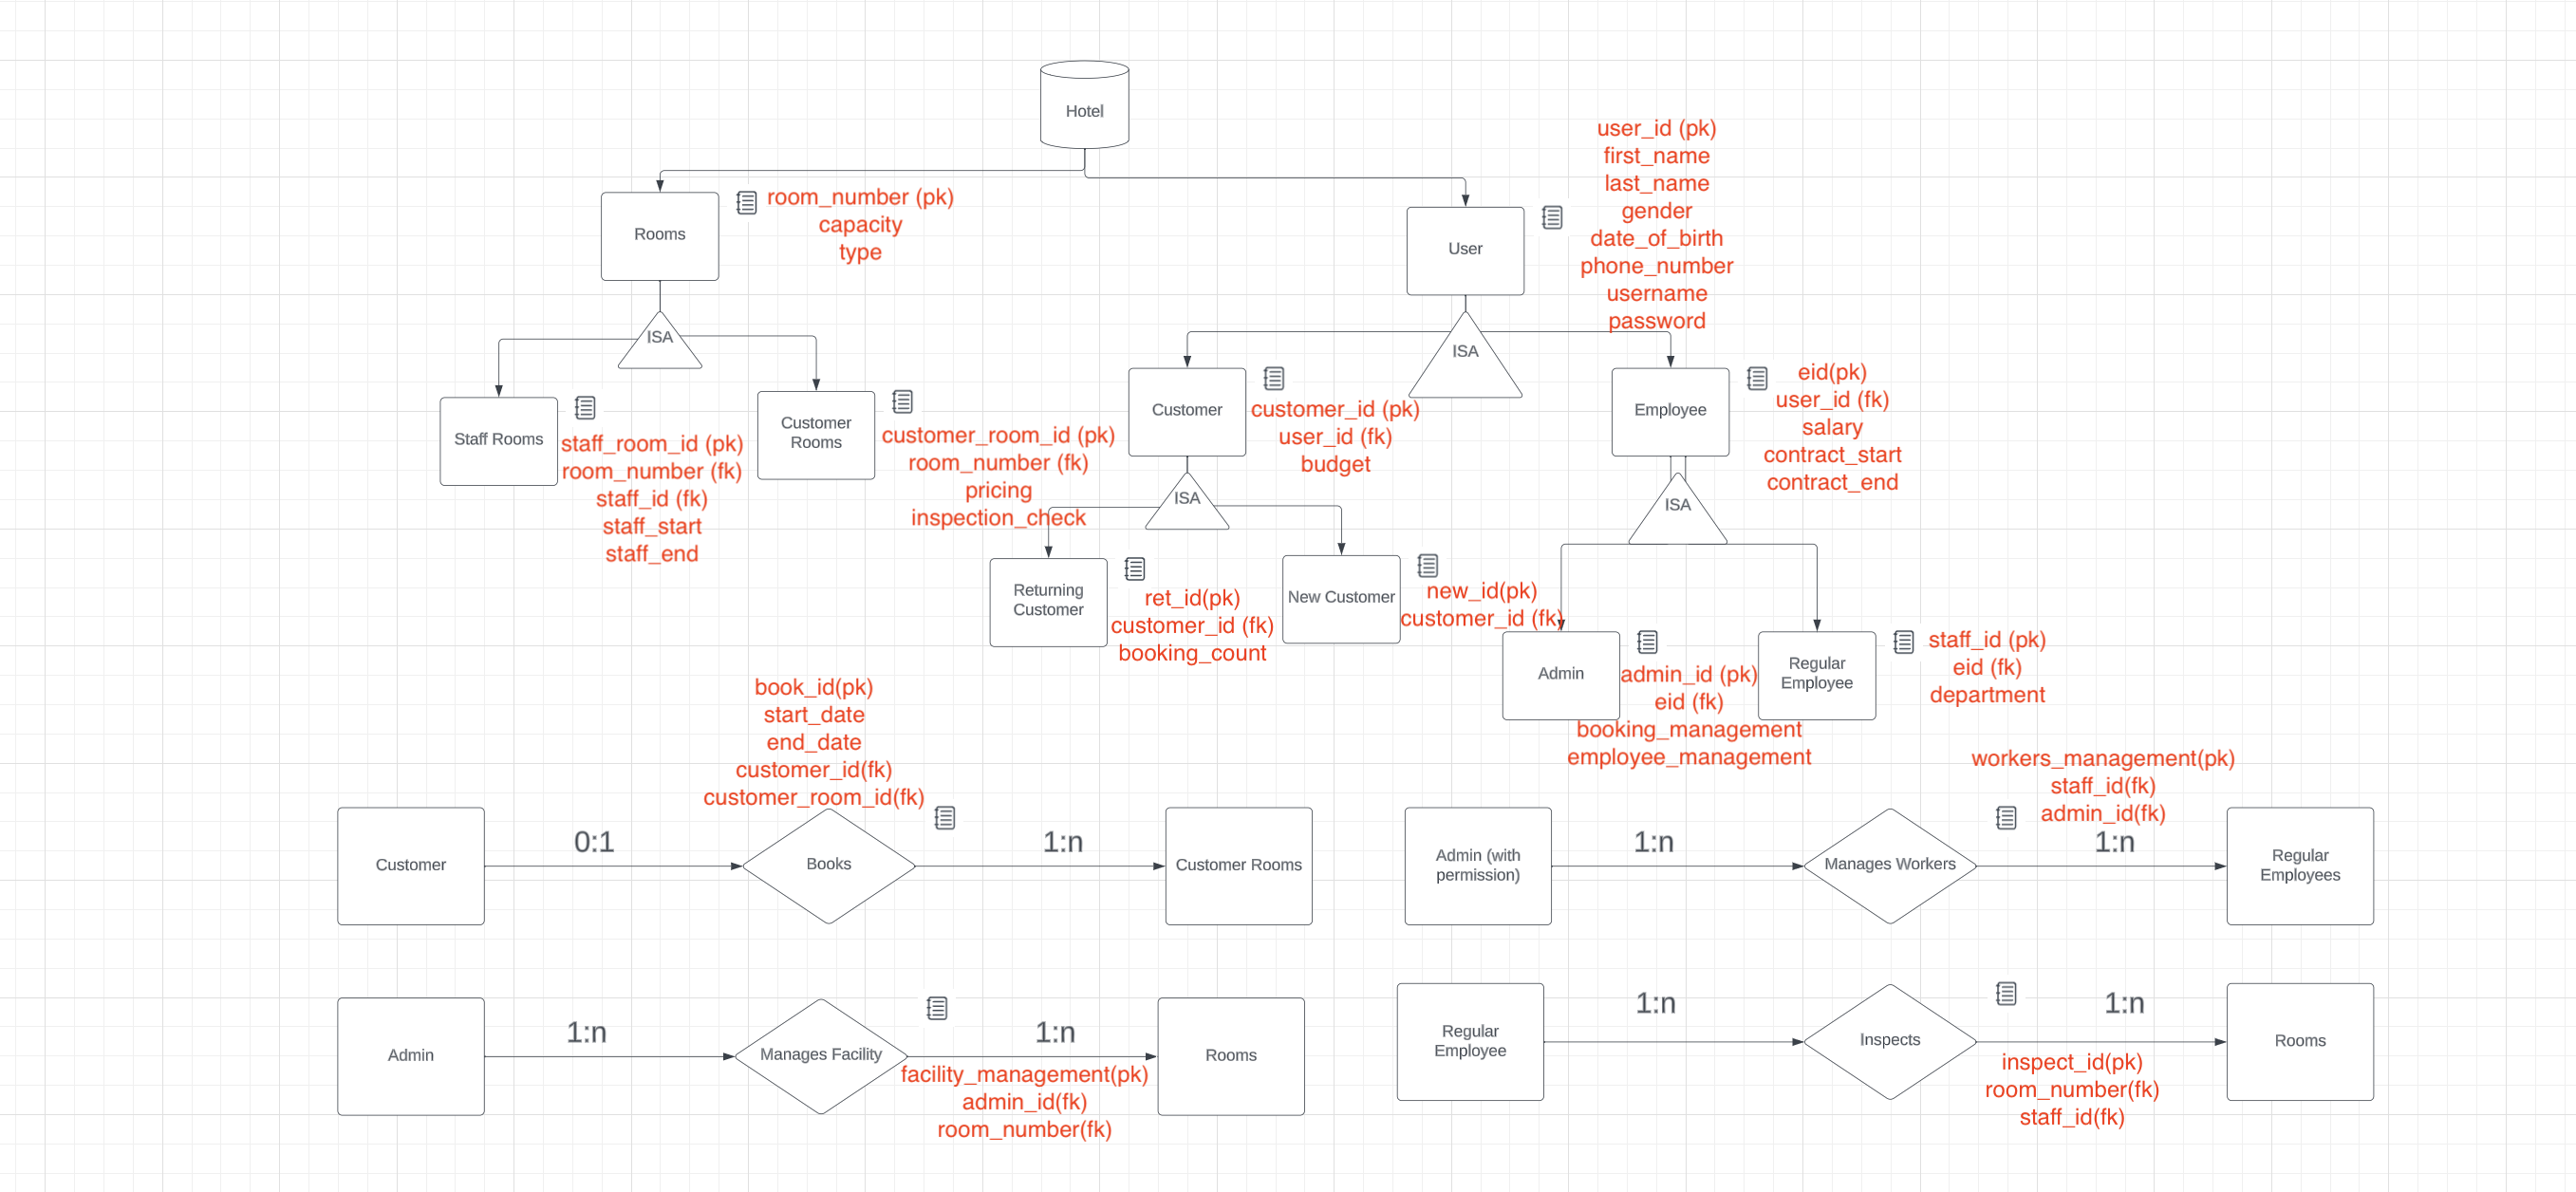 Hotel
Rooms
room_number (pk)
capacity
type
User
user_id (pk)
first_name
last_name
gender
date_of_birth
phone_number
username
password
ISA
ISA
Staff Rooms
staff_room_id (pk)
room_number (fk)
staff_id (fk)
staff_start
staff_end
Customer
Rooms
customer_room_id (pk)
room_number (fk)
pricing
inspection_check
Customer
customer_id (pk)
user_id (fk)
budget
Employee
eid(pk)
user_id (fk)
salary
contract_start
contract_end
ISA
ISA
Returning
Customer
ret_id(pk)
customer_id (fk)
booking_count
New Customer
new_id(pk)
customer_id (fk)
Admin
admin_id (pk)
eid (fk)
booking_management
employee_management
Regular
Employee
staff_id (pk)
eid (fk)
department
Customer
0:1
book_id(pk)
start_date
end_date
customer_id(fk)
customer_room_id(fk)
Books
1:n
Customer Rooms
Admin (with
permission)
1:n
Manages Workers
workers_management(pk)
staff_id(fk)
admin_id(fk)
1:n
Regular
Employees
Admin
1:n
Manages Facility
1:n
facility_management(pk)
admin_id(fk)
room_number(fk)
Rooms
Regular
Employee
1:n
Inspects
1:n
inspect_id(pk)
room_number(fk)
staff_id(fk)
Rooms